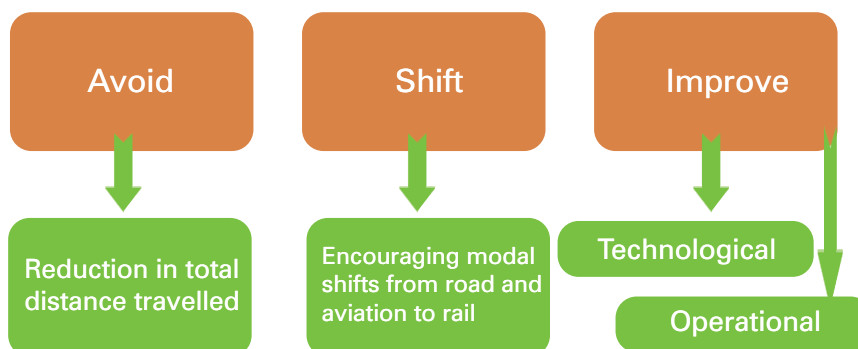 Avoid
Shift
Improve
Reduction in total
distance travelled
Encouraging modal
shifts from road and
aviation to rail
Technological
Operational